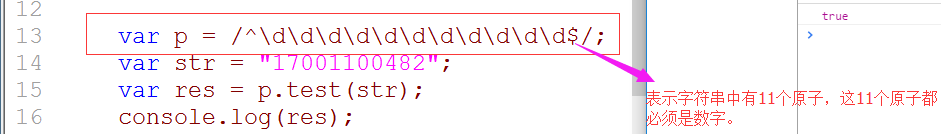 12
13 var p = /^\d\d\d\d\d\d\d\d\d\d\d$/;
14 var str = "17001100482";
15 var res = p.test(str);
16 console.log(res);
true
›
表示字符串中有11个原子，这11个原子都
必须是数字。